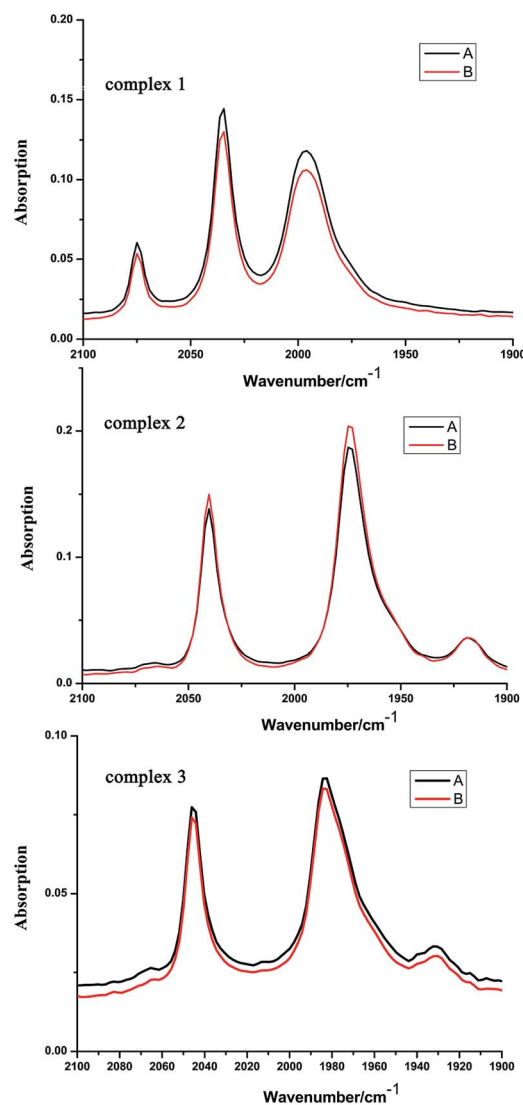 0.20
complex 1
A
B
0.15
0.10
0.05
0.00
Absorption
2100 2050 2000 1950 1900
Wavenumber/cm-1
complex 2
A
B
0.2
0.1
0.0
Absorption
2100 2050 2000 1950 1900
Wavenumber/cm-1
0.10
complex 3
A
B
0.05
0.00
Absorption
2100 2080 2060 2040 2020 2000 1980 1960 1940 1920 1900
Wavenumber/cm-1